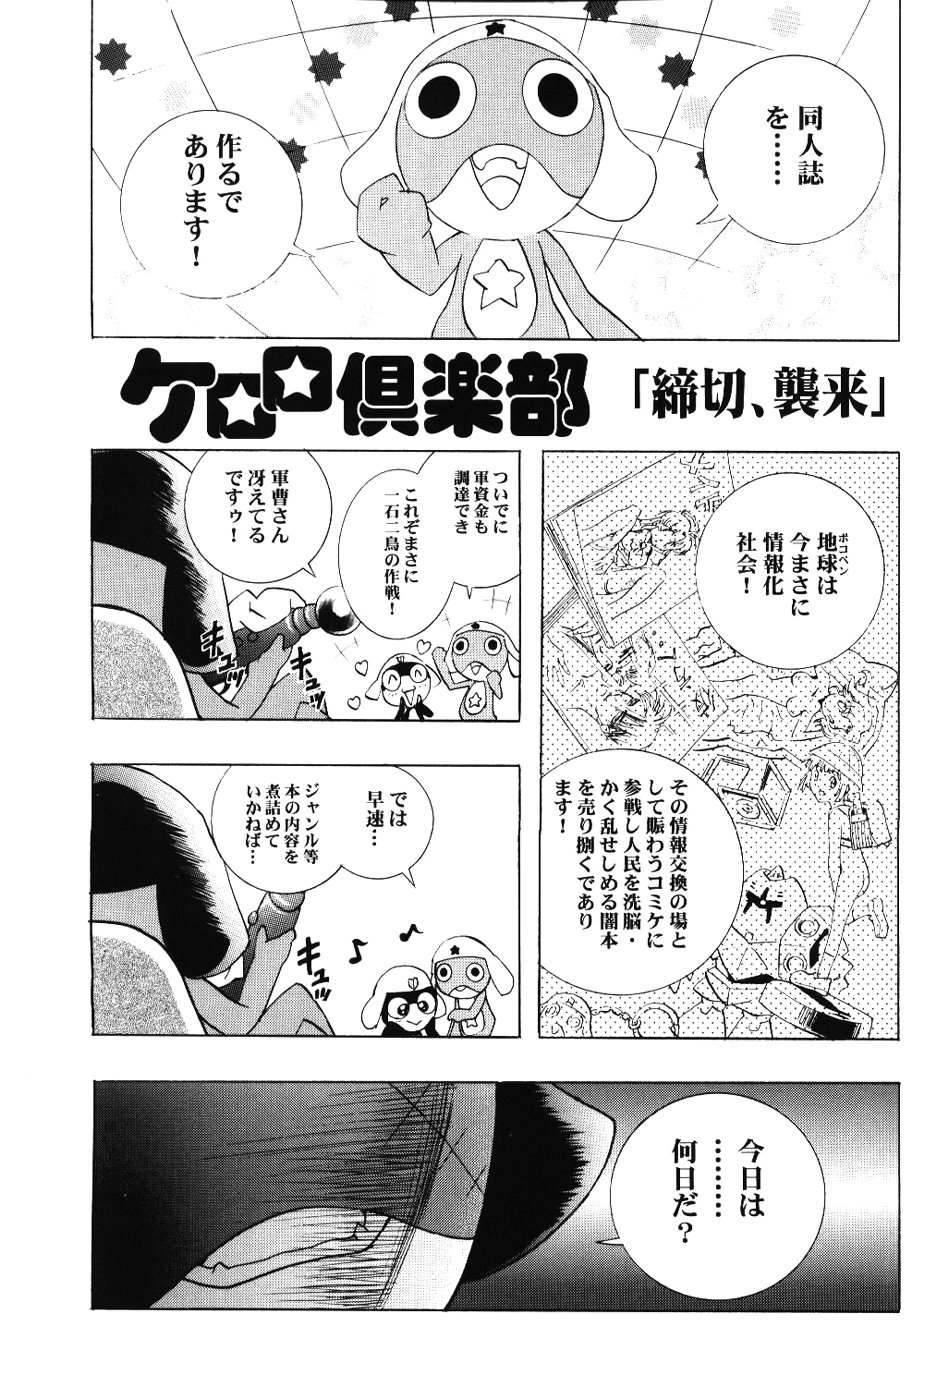 同人誌
を……
作るで
あります！
ケロロ倶楽部
「締切、襲来」
地球は
ポコペン
今まさに
情報化
社会！
その情報交換の場と
して賑わうコミケに
参戦し人民を洗脳・
かく乱せしめる闇本
を売り捌くであり
ます！
ついでに
軍資金も
調達でき
これぞまさに
一石二鳥の作戦！
軍曹さん
冴えてる
ですゥ！
キュッ
キュッ
では
早速…
ジャンル等
本の内容を
煮詰めて
いかねば…
キュッ
今日は
………
何日だ？